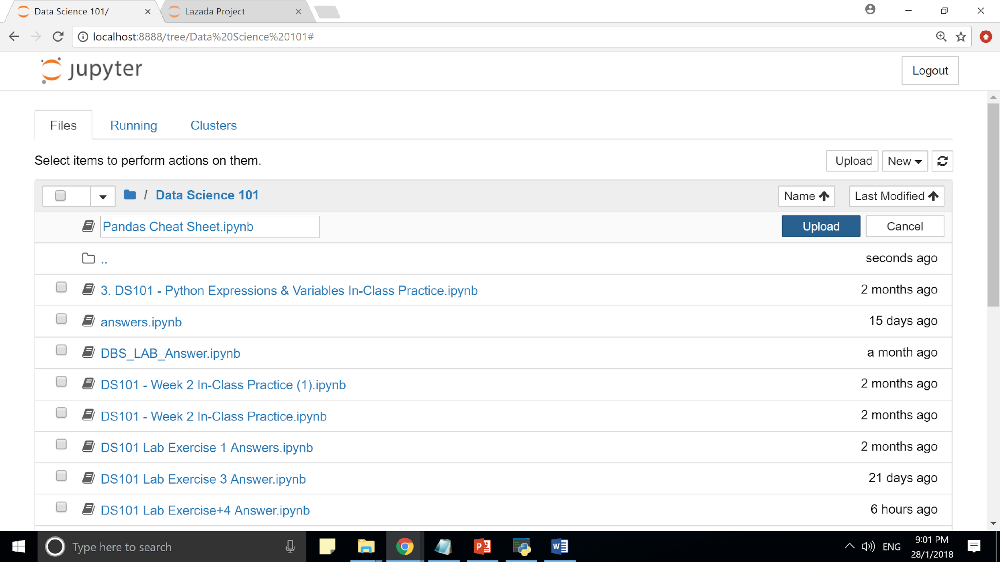 Data Science 101/
Lazada Project
localhost:8888/tree/Data%20Science%20101#
jupyter
Logout
Files
Running
Clusters
Select items to perform actions on them.
Upload
New
/ Data Science 101
Name
Last Modified
Pandas Cheat Sheet.ipynb
Upload
Cancel
..
seconds ago
3. DS101 - Python Expressions & Variables In-Class Practice.ipynb
2 months ago
answers.ipynb
15 days ago
DBS_LAB_Answer.ipynb
a month ago
DS101 - Week 2 In-Class Practice (1).ipynb
2 months ago
DS101 - Week 2 In-Class Practice.ipynb
2 months ago
DS101 Lab Exercise 1 Answers.ipynb
2 months ago
DS101 Lab Exercise 3 Answer.ipynb
21 days ago
DS101 Lab Exercise+4 Answer.ipynb
6 hours ago
Type here to search
ENG
9:01 PM
28/1/2018